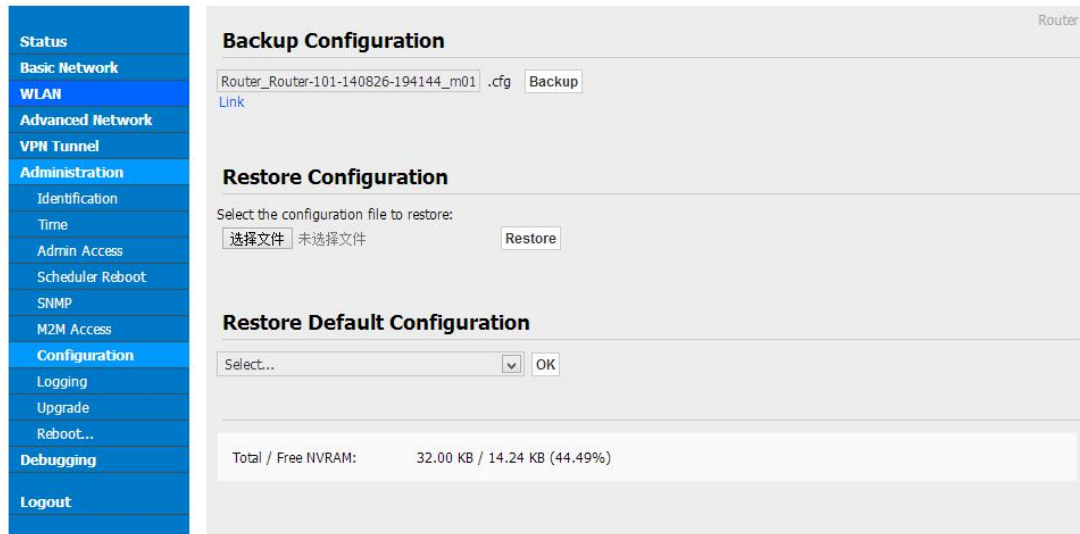 Router
Status
Basic Network
WLAN
Advanced Network
VPN Tunnel
Administration
Identification
Time
Admin Access
Scheduler Reboot
SNMP
M2M Access
Configuration
Logging
Upgrade
Reboot...
Debugging
Logout
Backup Configuration
Router_Router-101-140826-194144_m01 .cfg Backup
Link
Restore Configuration
Select the configuration file to restore:
选择文件 未选择文件 Restore
Restore Default Configuration
Select... OK
Total / Free NVRAM: 32.00 KB / 14.24 KB (44.49%)